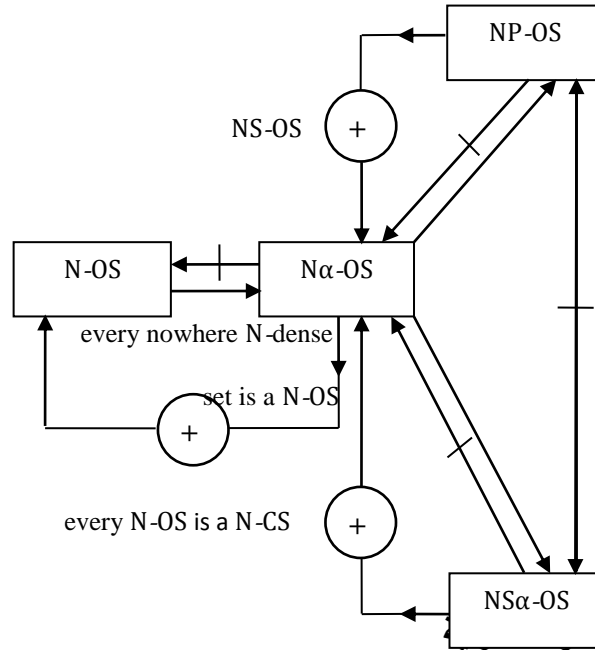 NP-OS
NS-OS
+
N-OS
Nα-OS
every nowhere N-dense
set is a N-OS
+
every N-OS is a N-CS
+
NSα-OS